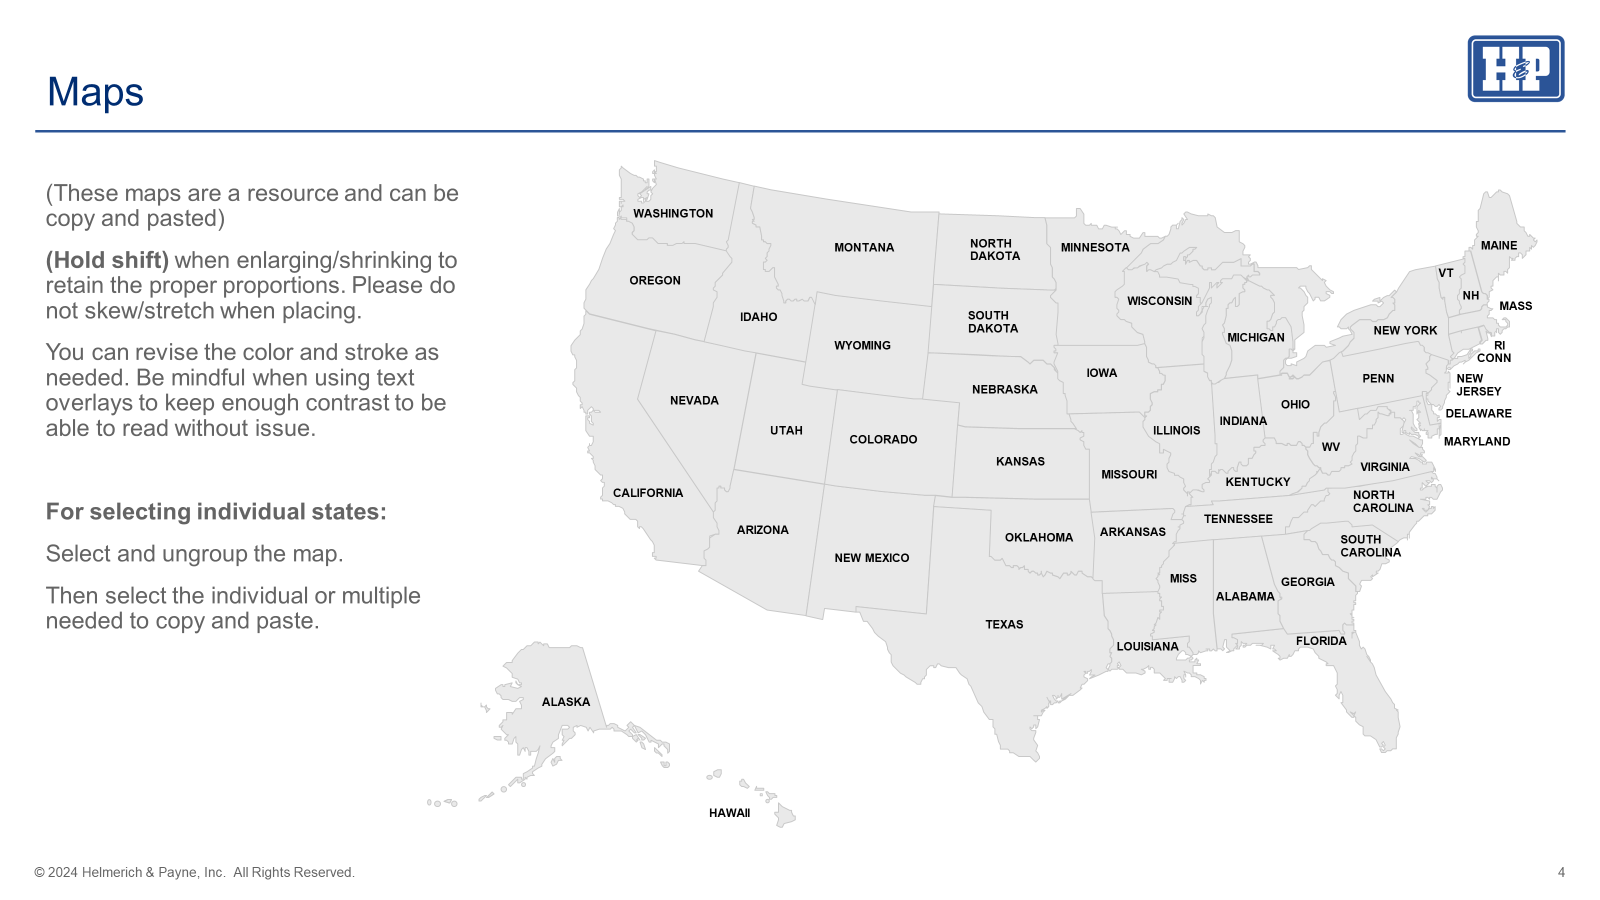 Maps
H&P
(These maps are a resource and can be
copy and pasted)
(Hold shift) when enlarging/shrinking to
retain the proper proportions. Please do
not skew/stretch when placing.
You can revise the color and stroke as
needed. Be mindful when using text
overlays to keep enough contrast to be
able to read without issue.
For selecting individual states:
Select and ungroup the map.
Then select the individual or multiple
needed to copy and paste.
WASHINGTON
MONTANA
NORTH
DAKOTA
MINNESOTA
MAINE
VT
NH
MASS
OREGON
IDAHO
SOUTH
DAKOTA
WISCONSIN
MICHIGAN
NEW YORK
RI
CONN
WYOMING
IOWA
PENN
NEW
JERSEY
NEBRASKA
NEVADA
OHIO
DELAWARE
UTAH
COLORADO
ILLINOIS
INDIANA
WV
MARYLAND
KANSAS
MISSOURI
KENTUCKY
VIRGINIA
CALIFORNIA
NORTH
CAROLINA
ARIZONA
OKLAHOMA
ARKANSAS
TENNESSEE
SOUTH
CAROLINA
NEW MEXICO
MISS
ALABAMA
GEORGIA
TEXAS
LOUISIANA
FLORIDA
ALASKA
HAWAII
© 2024 Helmerich & Payne, Inc.  All Rights Reserved.
4